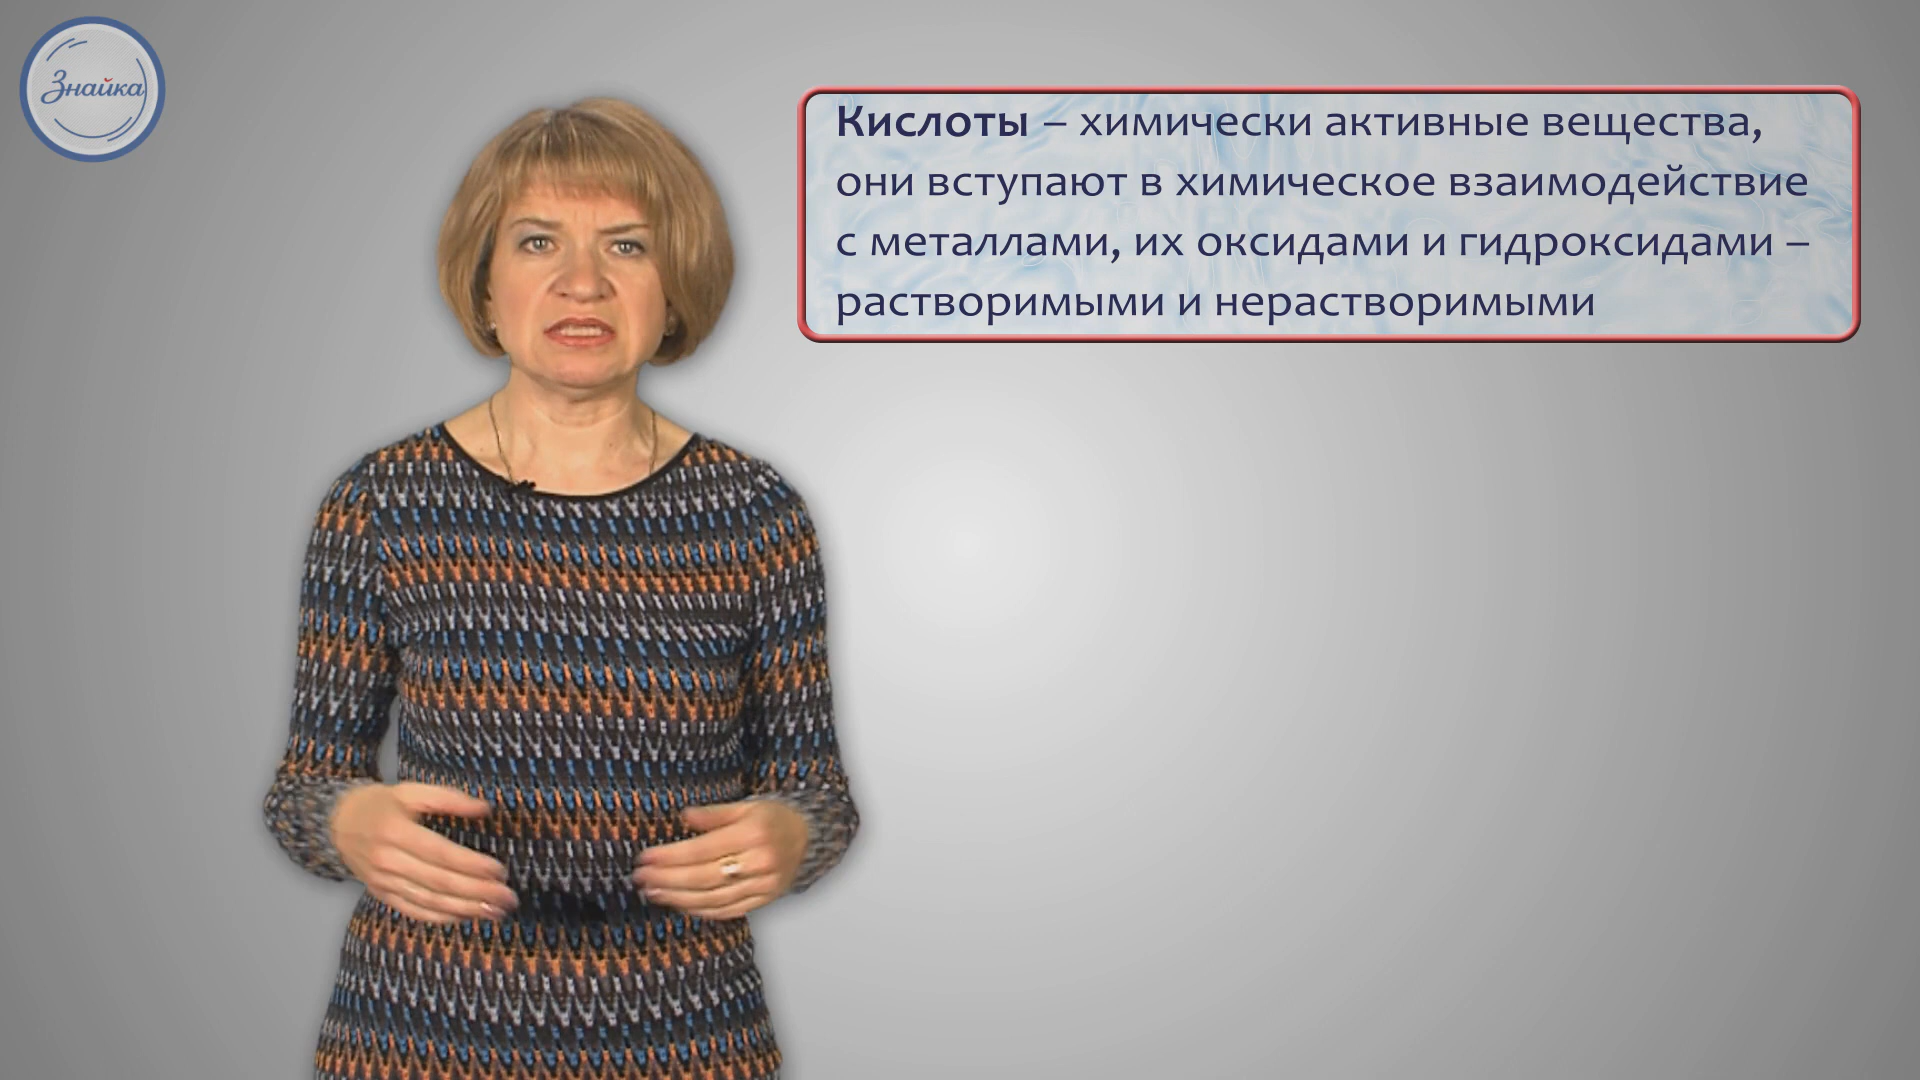 Знайка
Кислоты – химически активные вещества,
они вступают в химическое взаимодействие
с металлами, их оксидами и гидроксидами –
растворимыми и нерастворимыми